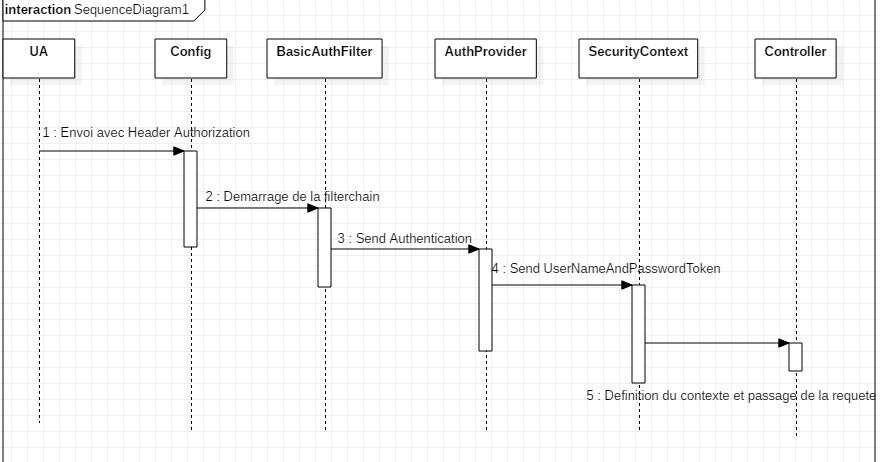 interaction SequenceDiagram1
UA
Config
BasicAuthFilter
AuthProvider
SecurityContext
Controller
1 : Envoi avec Header Authorization
2 : Demarrage de la filterchain
3 : Send Authentication
4 : Send UserNameAndPasswordToken
5 : Definition du contexte et passage de la requete